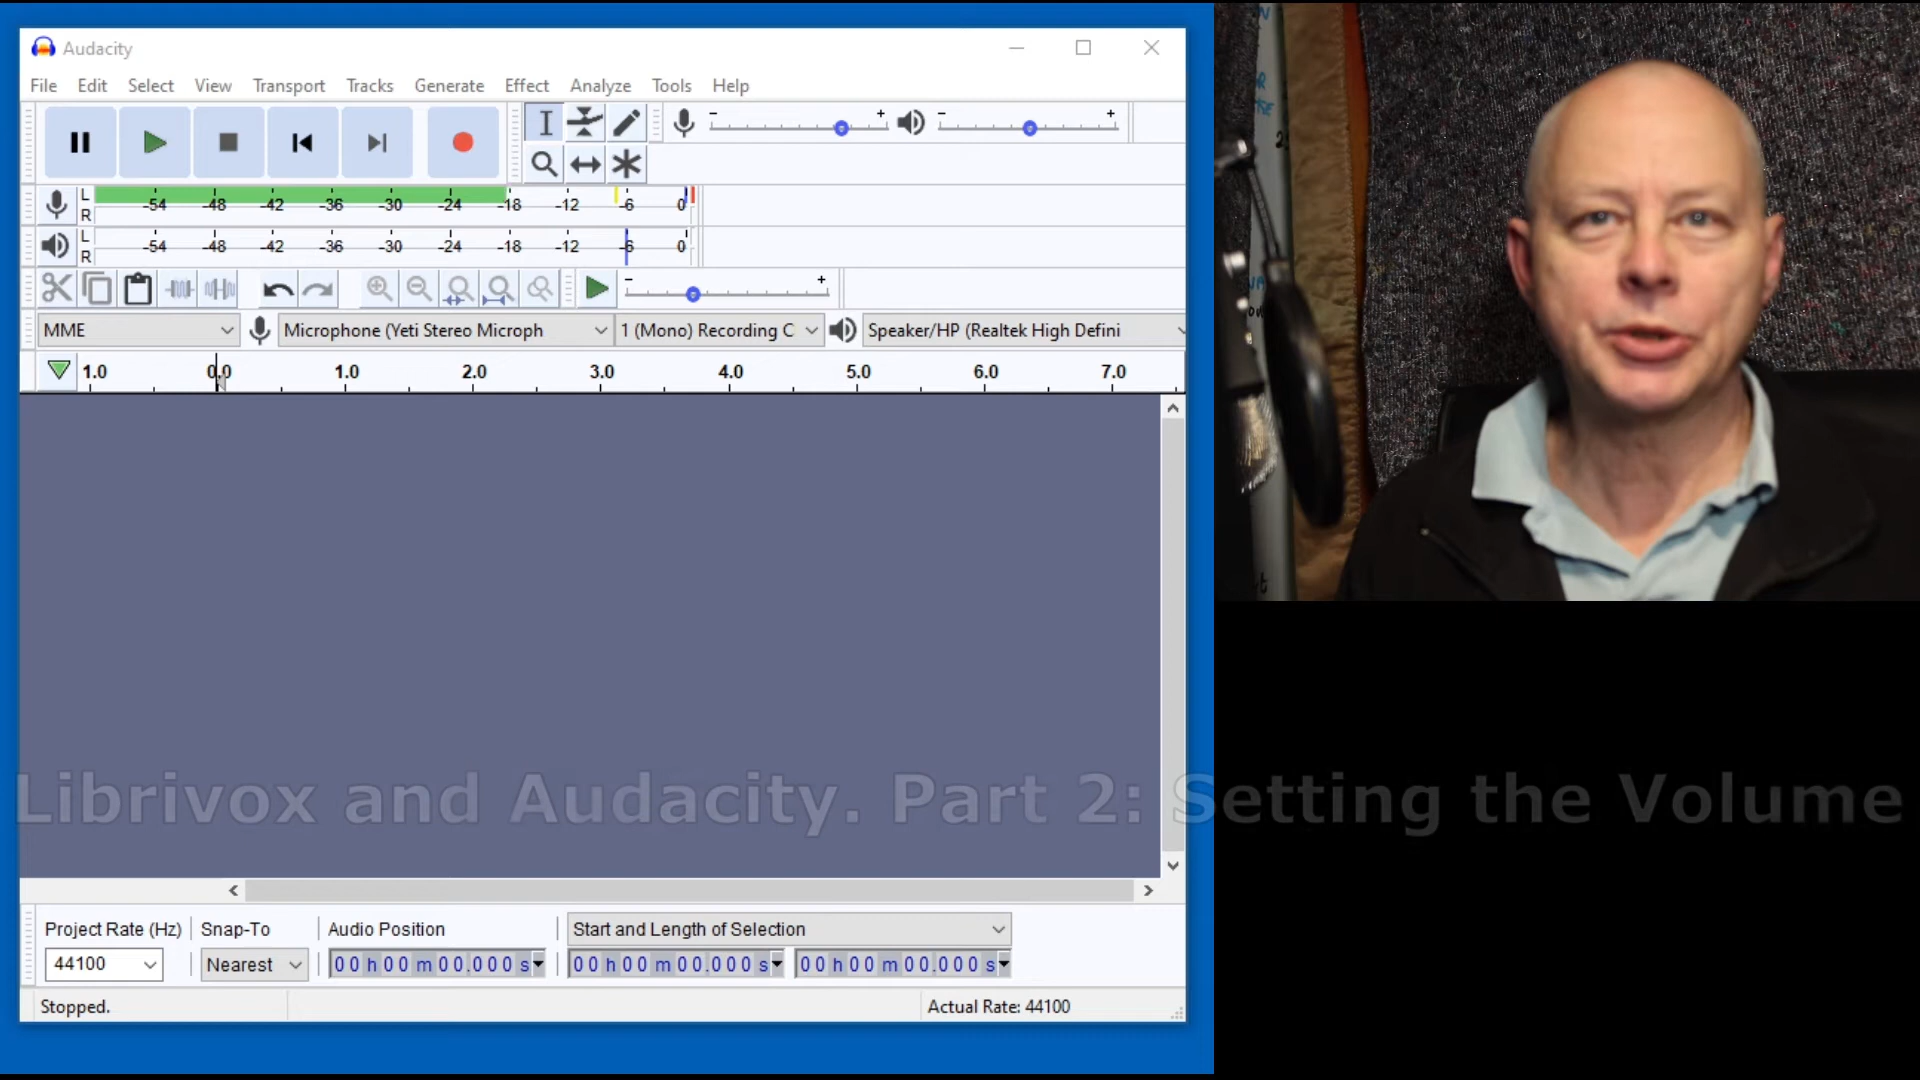 Audacity
File Edit Select View Transport Tracks Generate Effect Analyze Tools Help
- + - +
L
R
-54 -48 -42 -36 -30 -24 -18 -12 -6 0
L
R
-54 -48 -42 -36 -30 -24 -18 -12 -6 0
- +
MME Microphone (Yeti Stereo Microph 1 (Mono) Recording C Speaker/HP (Realtek High Defini
1.0 0.0 1.0 2.0 3.0 4.0 5.0 6.0 7.0
Librivox and Audacity. Part 2: Setting the Volume
Project Rate (Hz) Snap-To Audio Position Start and Length of Selection
44100 Nearest 00 h 00 m 00.000 s 00 h 00 m 00.000 s 00 h 00 m 00.000 s
Stopped. Actual Rate: 44100